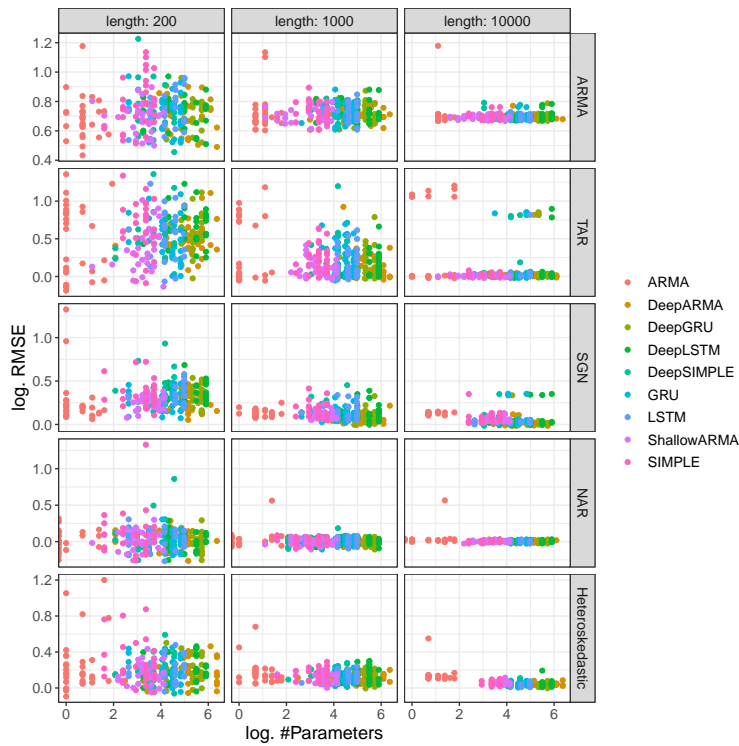 length: 200
length: 1000
length: 10000
1.2
1.0
0.8
0.6
0.4
ARMA
1.0
0.5
0.0
TAR
1.0
0.5
0.0
SGN
1.0
0.5
0.0
NAR
1.2
0.8
0.4
0.0
Heteroskedastic
0 2 4 6
0 2 4 6
0 2 4 6
log. #Parameters
log. RMSE
ARMA
DeepARMA
DeepGRU
DeepLSTM
DeepSIMPLE
GRU
LSTM
ShallowARMA
SIMPLE